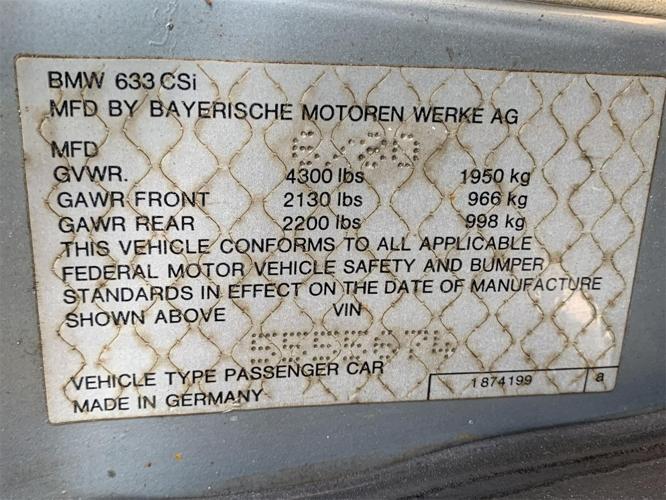 BMW 633 CSi
MFD BY BAYERISCHE MOTOREN WERKE AG
MFD
GVWR. 4300 lbs 1950 kg
GAWR FRONT 2130 lbs 966 kg
GAWR REAR 2200 lbs 998 kg
THIS VEHICLE CONFORMS TO ALL APPLICABLE
FEDERAL MOTOR VEHICLE SAFETY AND BUMPER
STANDARDS IN EFFECT ON THE DATE OF MANUFACTURE
SHOWN ABOVE VIN
VEHICLE TYPE PASSENGER CAR
MADE IN GERMANY 1874199 a